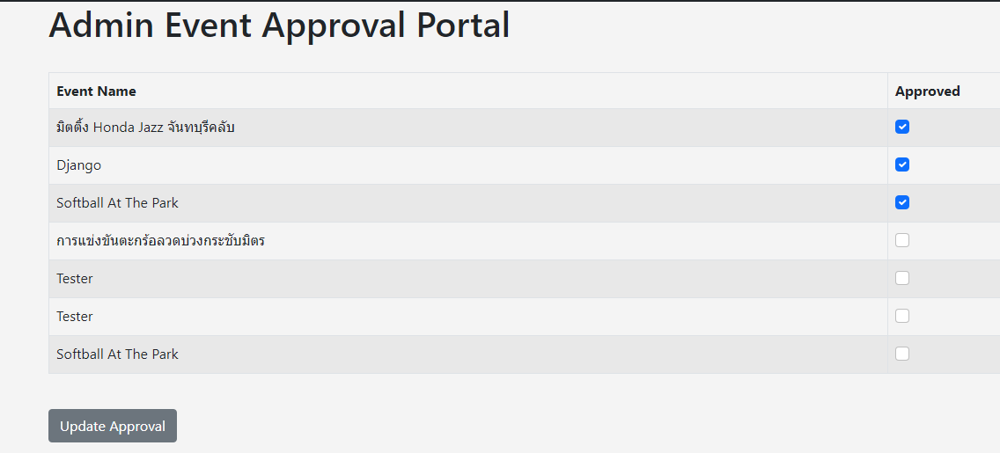 Admin Event Approval Portal
Event Name Approved
มิตติ้ง Honda Jazz จันทบุรีคลับ
Django
Softball At The Park
การแข่งขันตะกร้อลวดบ่วงกระชับมิตร
Tester
Tester
Softball At The Park
Update Approval